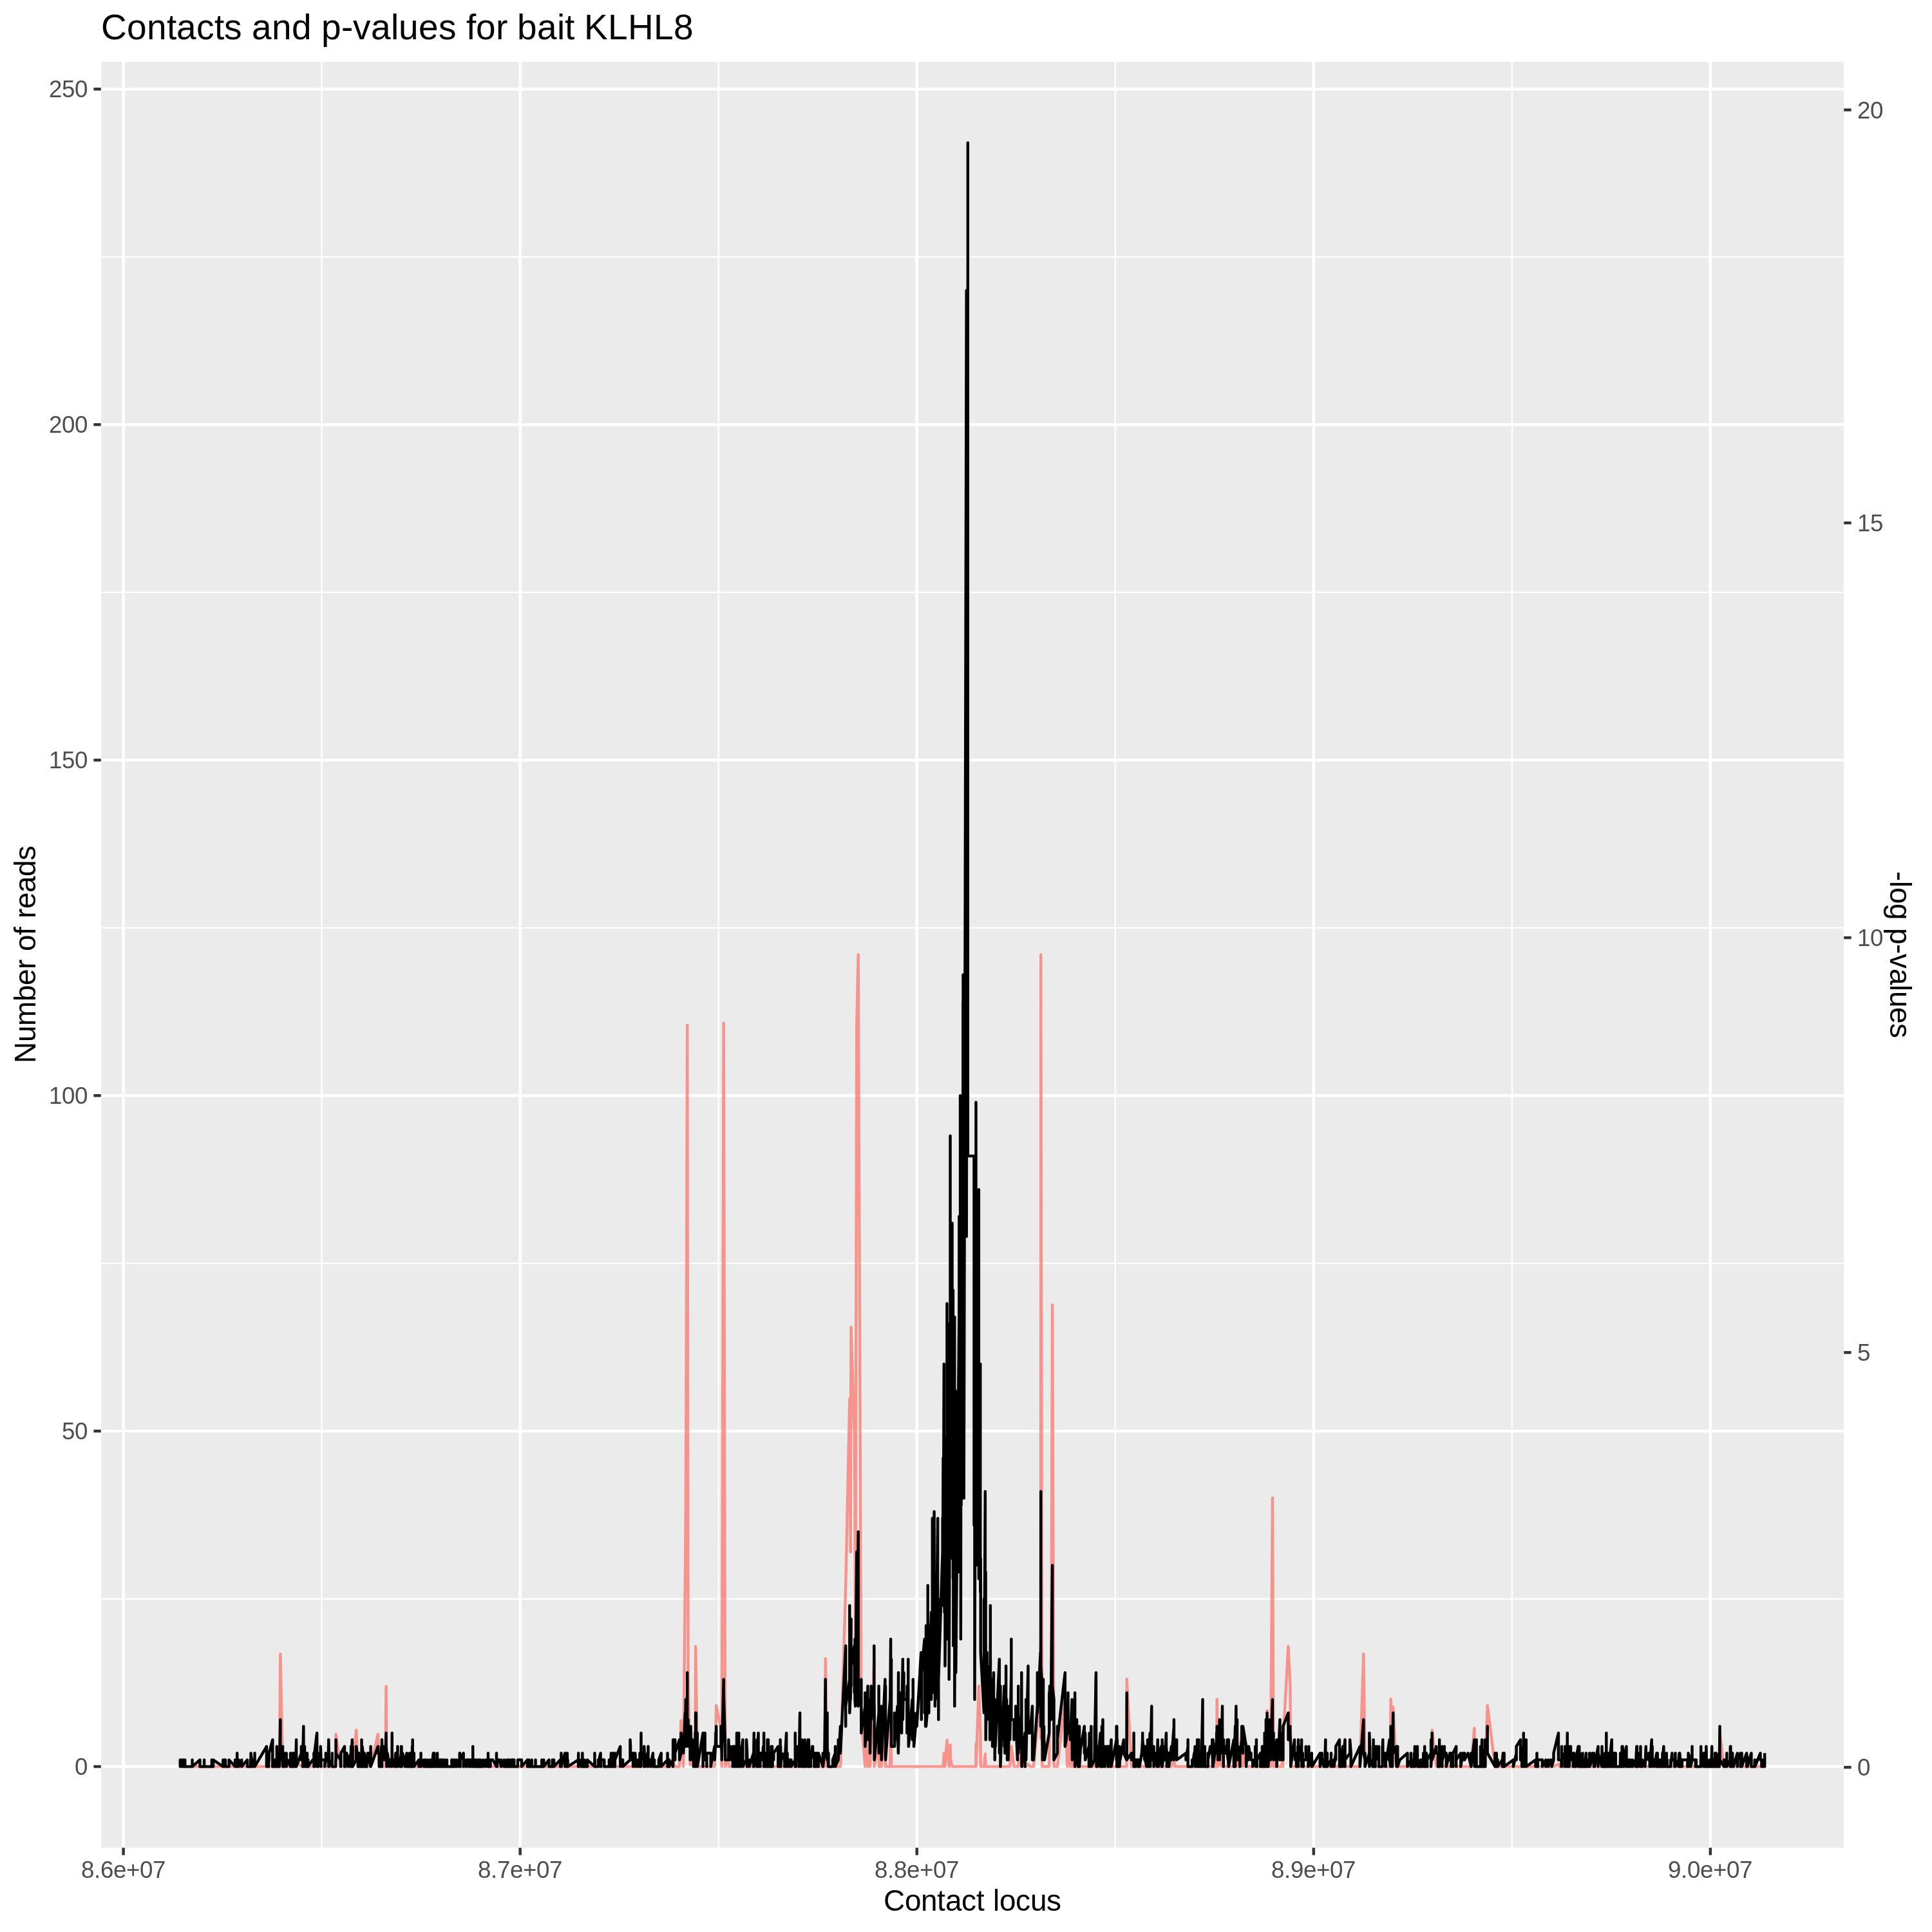 Contacts and p-values for bait KLHL8
250
200
150
100
50
0
Number of reads
20
15
10
5
0
-log p-values
8.6e+07
8.7e+07
8.8e+07
8.9e+07
9.0e+07
Contact locus